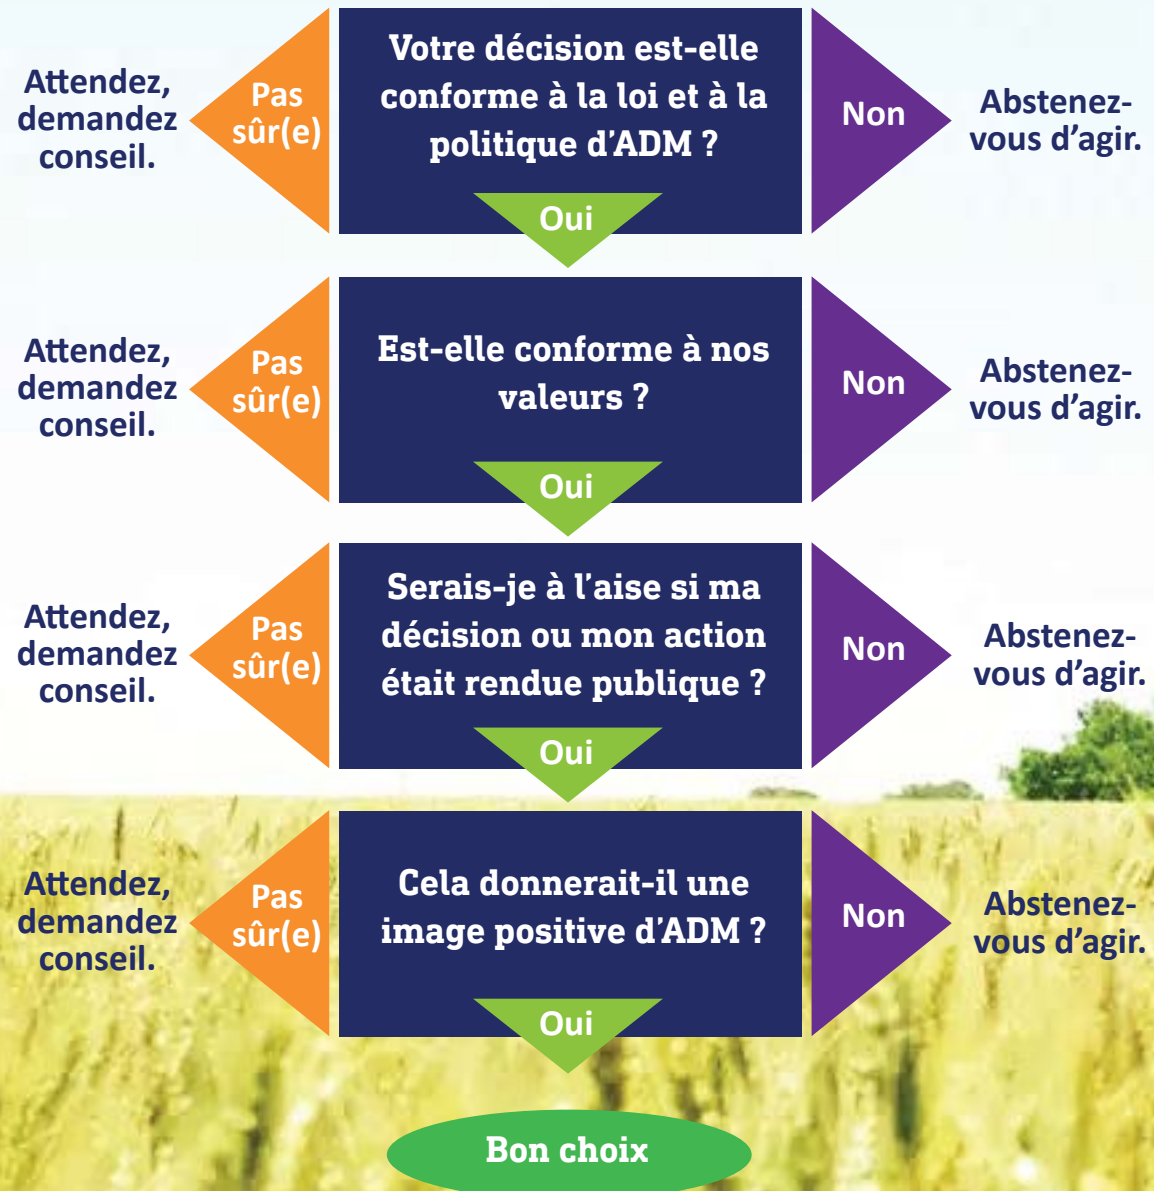 Attendez,
demandez
conseil.
Pas
sûr(e)
Votre décision est-elle
conforme à la loi et à la
politique d'ADM ?
Oui
Non
Abstenez-
vous d'agir.
Attendez,
demandez
conseil.
Pas
sûr(e)
Est-elle conforme à nos
valeurs ?
Oui
Non
Abstenez-
vous d'agir.
Attendez,
demandez
conseil.
Pas
sûr(e)
Serais-je à l'aise si ma
décision ou mon action
était rendue publique ?
Oui
Non
Abstenez-
vous d'agir.
Attendez,
demandez
conseil.
Pas
sûr(e)
Cela donnerait-il une
image positive d'ADM ?
Oui
Non
Abstenez-
vous d'agir.
Bon choix